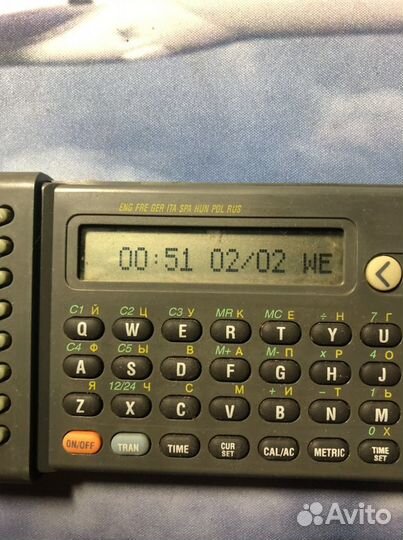 ENG FRE GER ITA SPA HUN POL RUS
00:51 02/02 WE
<
C1 Й C2 Ц C3 У MR К MC Е ÷ Н 7 Г
Q W E R T Y U
C4 Ф C5 Ы В M+ А M- П x Р 4 О
A S D F G H J
Я 12/24 Ч С М + И − Т 1 Ь
Z X C V B N M
0 Х
ON/OFF TRAN TIME CUR SET CAL/AC METRIC TIME SET
Avito